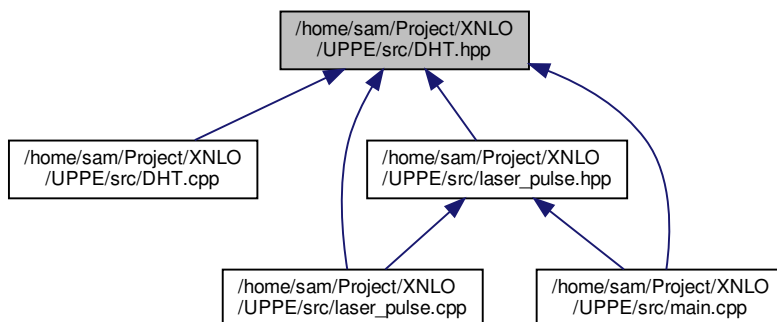 /home/sam/Project/XNLO
/UPPE/src/DHT.hpp
/home/sam/Project/XNLO
/UPPE/src/DHT.cpp
/home/sam/Project/XNLO
/UPPE/src/laser_pulse.hpp
/home/sam/Project/XNLO
/UPPE/src/laser_pulse.cpp
/home/sam/Project/XNLO
/UPPE/src/main.cpp